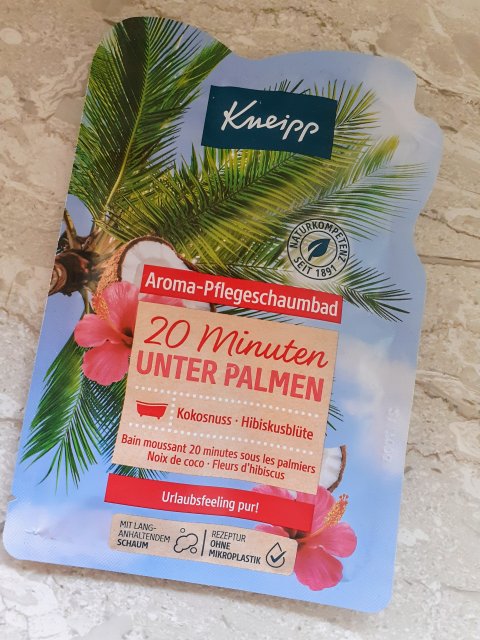 Kneipp
NATURKOMPETENZ
SEIT 1891
Aroma-Pflegeschaumbad
20 Minuten
UNTER PALMEN
Kokosnuss · Hibiskusblüte
Bain moussant 20 minutes sous les palmiers
Noix de coco · Fleurs d'hibiscus
Urlaubsfeeling pur!
MIT LANG-
ANHALTENDEM
SCHAUM
REZEPTUR
OHNE
MIKROPLASTIK